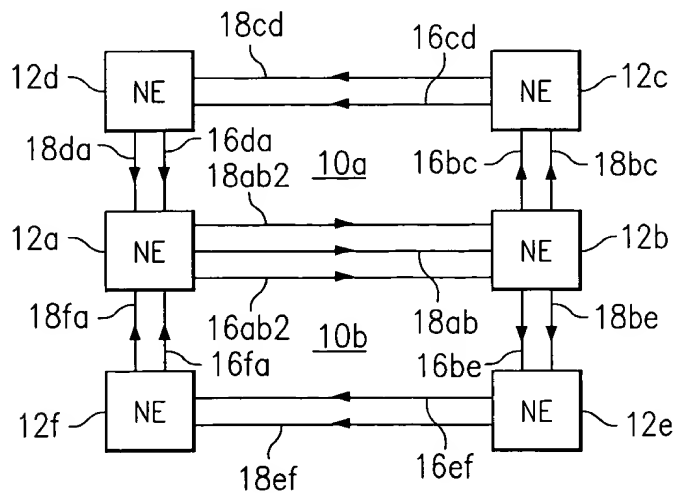 18cd 16cd
12d NE NE 12c
18da 16da 10a 16bc 18bc
18ab2
12a NE NE 12b
18fa 16ab2 18ab 18be
16fa 10b 16be
12f NE NE 12e
18ef 16ef